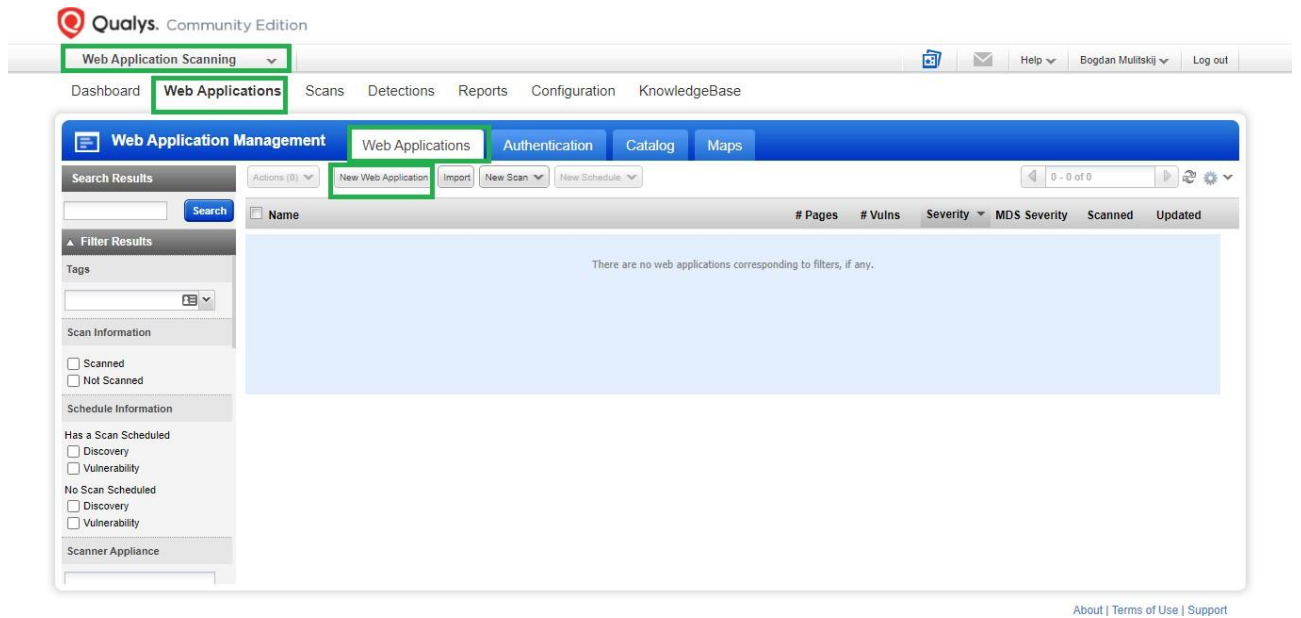 Qualys. Community Edition
Web Application Scanning
Help Bogdan Mulitskij Log out
Dashboard Web Applications Scans Detections Reports Configuration KnowledgeBase
Web Application Management Web Applications Authentication Catalog Maps
Search Results Actions (0) New Web Application Import New Scan New Schedule 0 - 0 of 0
Search Name # Pages # Vulns Severity MDS Severity Scanned Updated
Filter Results
There are no web applications corresponding to filters, if any.
Tags
Scan Information
Scanned
Not Scanned
Schedule Information
Has a Scan Scheduled
Discovery
Vulnerability
No Scan Scheduled
Discovery
Vulnerability
Scanner Appliance
About | Terms of Use | Support